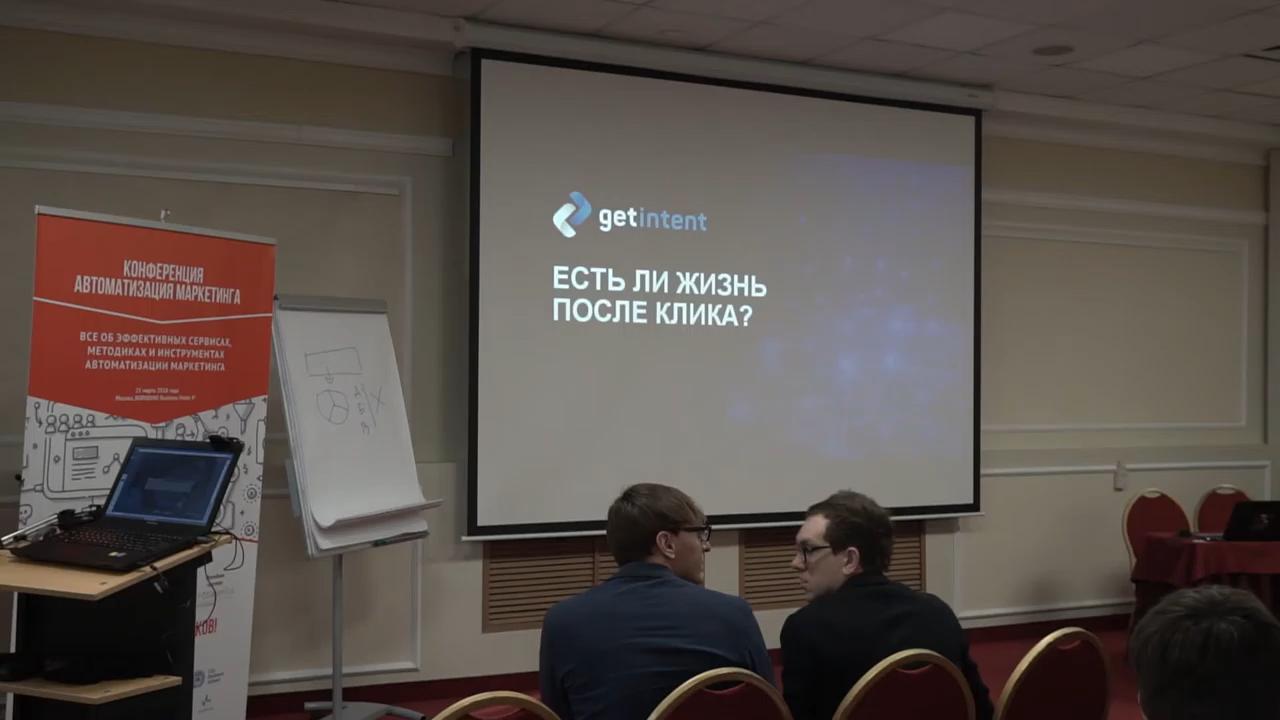 КОНФЕРЕНЦИЯ
АВТОМАТИЗАЦИЯ МАРКЕТИНГА
ВСЕ ОБ ЭФФЕКТИВНЫХ СЕРВИСАХ,
МЕТОДИКАХ И ИНСТРУМЕНТАХ
АВТОМАТИЗАЦИИ МАРКЕТИНГА
getintent
ЕСТЬ ЛИ ЖИЗНЬ
ПОСЛЕ КЛИКА?